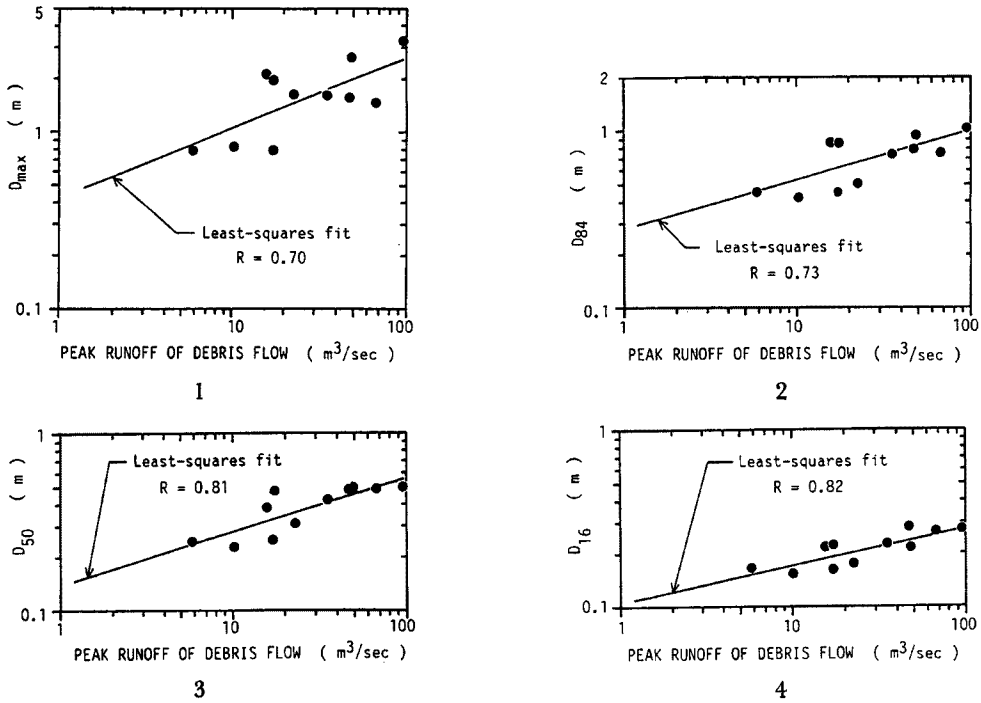 5
1
0.1
D_max ( m )
Least-squares fit
R = 0.70
1 10 100
PEAK RUNOFF OF DEBRIS FLOW ( m³/sec )
1
2
1
0.1
D_84 ( m )
Least-squares fit
R = 0.73
1 10 100
PEAK RUNOFF OF DEBRIS FLOW ( m³/sec )
2
1
0.1
D_50 ( m )
Least-squares fit
R = 0.81
1 10 100
PEAK RUNOFF OF DEBRIS FLOW ( m³/sec )
3
1
0.1
D_16 ( m )
Least-squares fit
R = 0.82
1 10 100
PEAK RUNOFF OF DEBRIS FLOW ( m³/sec )
4